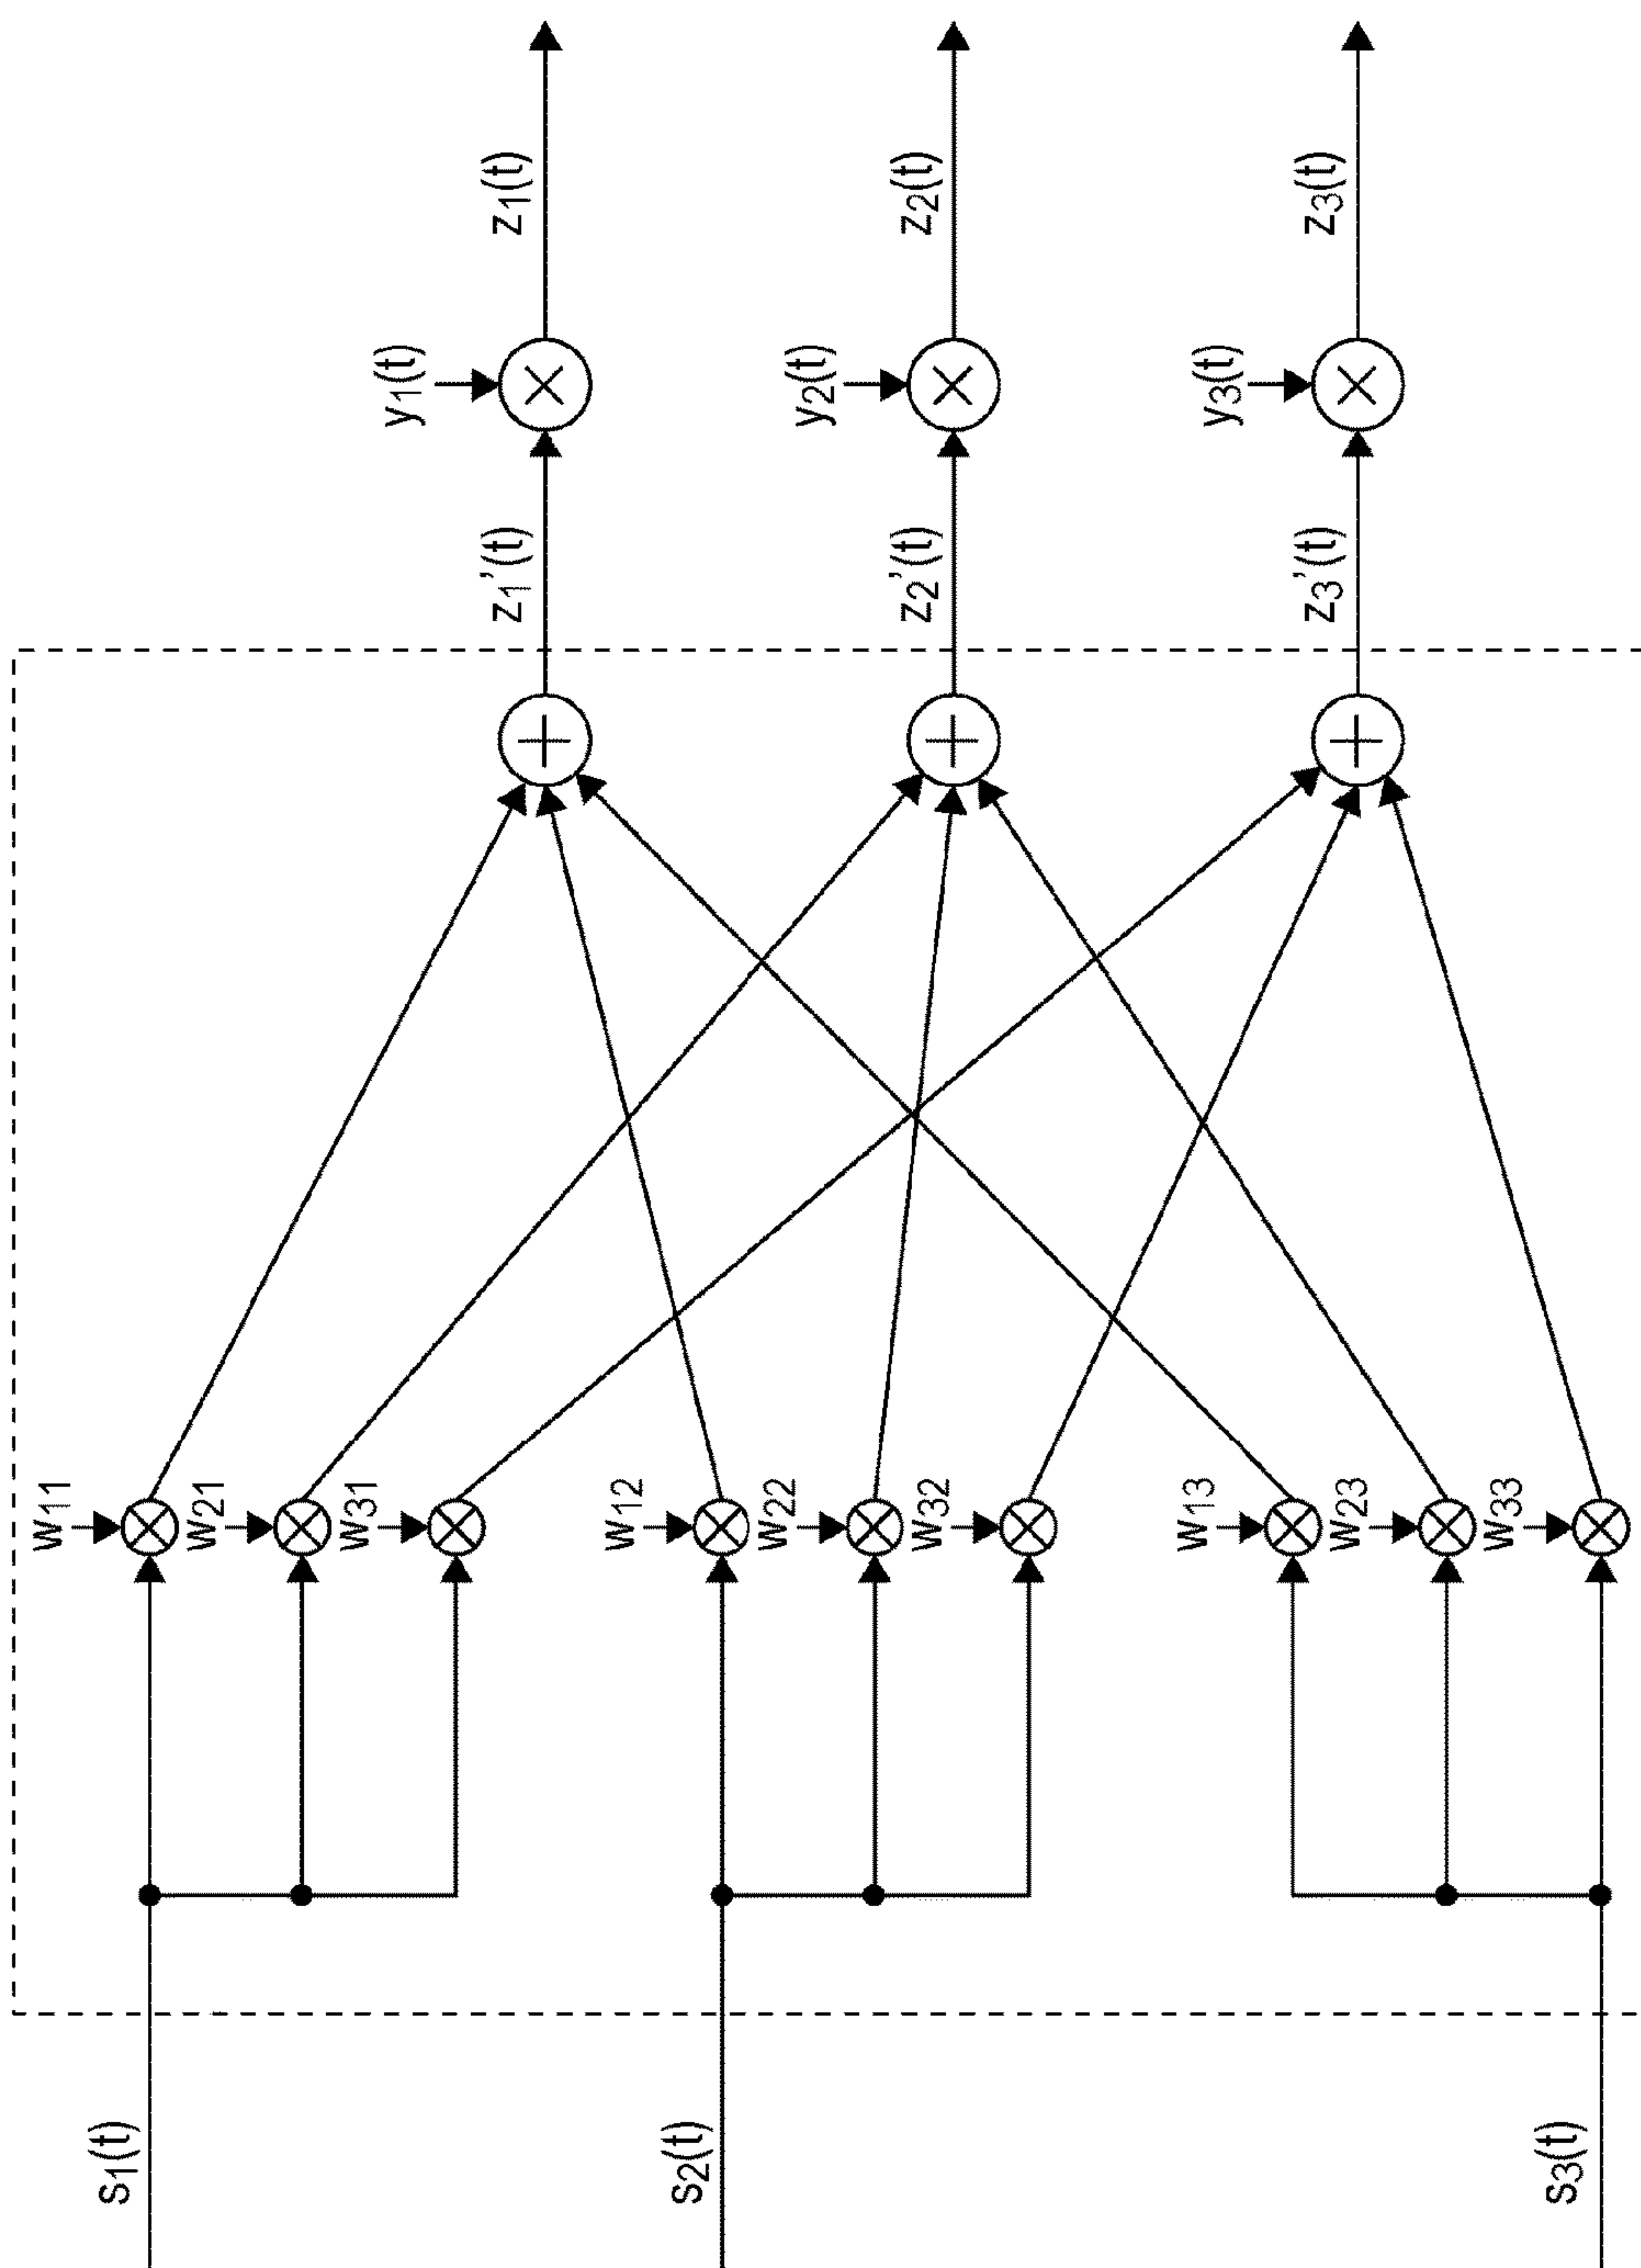 s1(t)
w11
w21
w31
z1'(t)
y1(t)
z1(t)
s2(t)
w12
w22
w32
z2'(t)
y2(t)
z2(t)
s3(t)
w13
w23
w33
z3'(t)
y3(t)
z3(t)